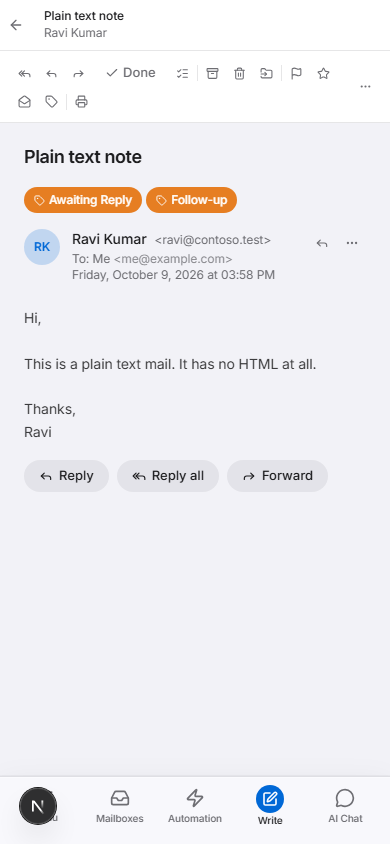 Plain text note
Ravi Kumar
Done
Plain text note
Awaiting Reply Follow-up
RK
Ravi Kumar <ravi@contoso.test>
To: Me <me@example.com>
Friday, October 9, 2026 at 03:58 PM
Hi,
This is a plain text mail. It has no HTML at all.
Thanks,
Ravi
Reply Reply all Forward
N
Mailboxes Automation Write AI Chat